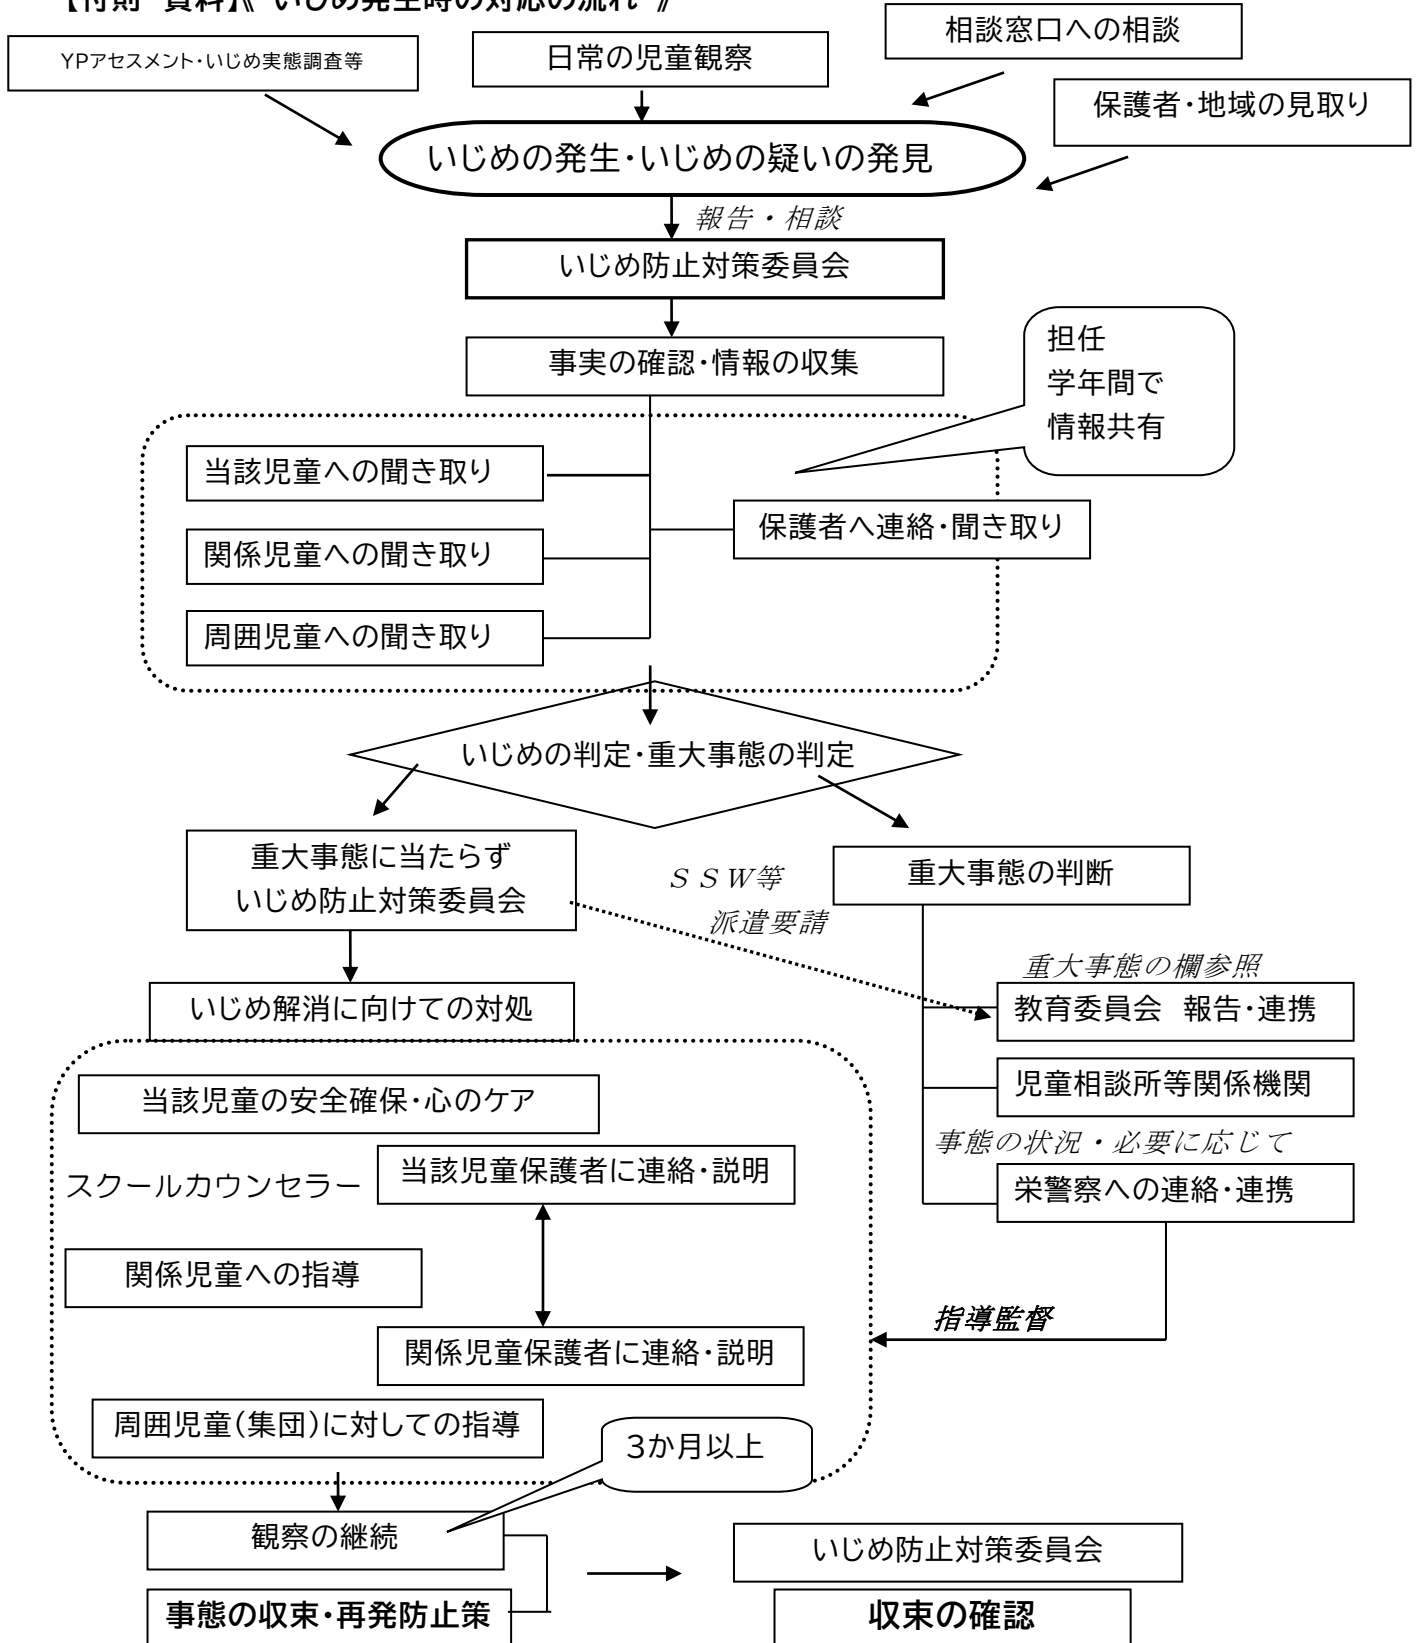 【付則 資料】《 いじめ発生時の対応の流れ 》
相談窓口への相談
YPアセスメント・いじめ実態調査等
日常の児童観察
保護者・地域の見取り
いじめの発生・いじめの疑いの発見
報告・相談
いじめ防止対策委員会
事実の確認・情報の収集
担任
学年間で
情報共有
当該児童への聞き取り
保護者へ連絡・聞き取り
関係児童への聞き取り
周囲児童への聞き取り
いじめの判定・重大事態の判定
重大事態に当たらず
いじめ防止対策委員会
ＳＳＷ等
派遣要請
重大事態の判断
重大事態の欄参照
いじめ解消に向けての対処
教育委員会　報告・連携
児童相談所等関係機関
当該児童の安全確保・心のケア
事態の状況・必要に応じて
当該児童保護者に連絡・説明
スクールカウンセラー
栄警察への連絡・連携
関係児童への指導
指導監督
関係児童保護者に連絡・説明
周囲児童(集団)に対しての指導
３か月以上
観察の継続
いじめ防止対策委員会
事態の収束・再発防止策
収束の確認